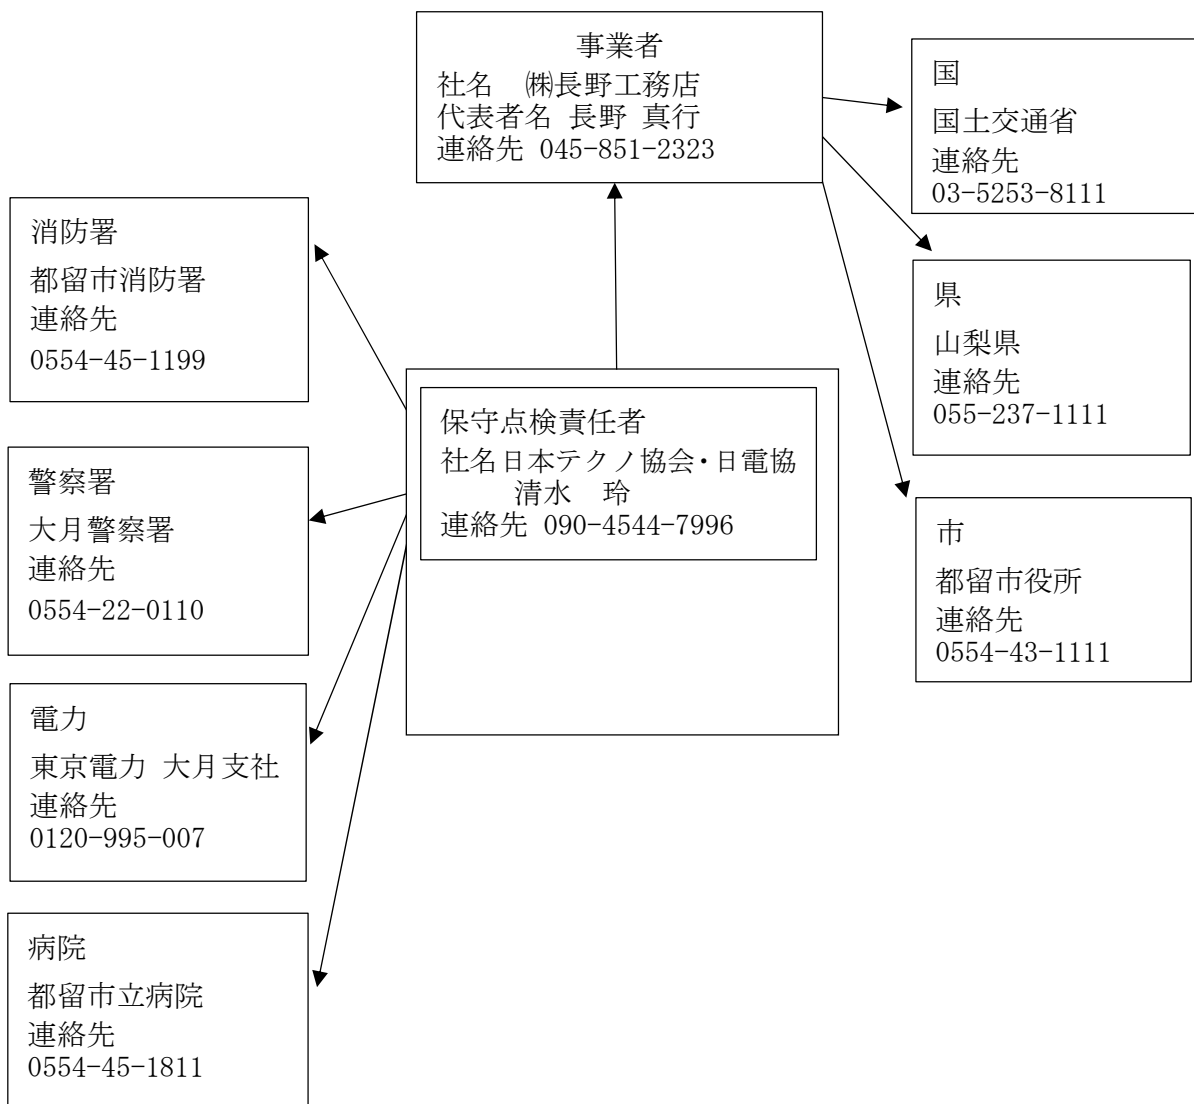 事業者
社名　㈱長野工務店
代表者名 長野 真行
連絡先 045-851-2323
国
国土交通省
連絡先
03-5253-8111
消防署
都留市消防署
連絡先
0554-45-1199
県
山梨県
連絡先
055-237-1111
保守点検責任者
社名日本テクノ協会・日電協
清水　玲
連絡先 090-4544-7996
警察署
大月警察署
連絡先
0554-22-0110
市
都留市役所
連絡先
0554-43-1111
電力
東京電力 大月支社
連絡先
0120-995-007
病院
都留市立病院
連絡先
0554-45-1811